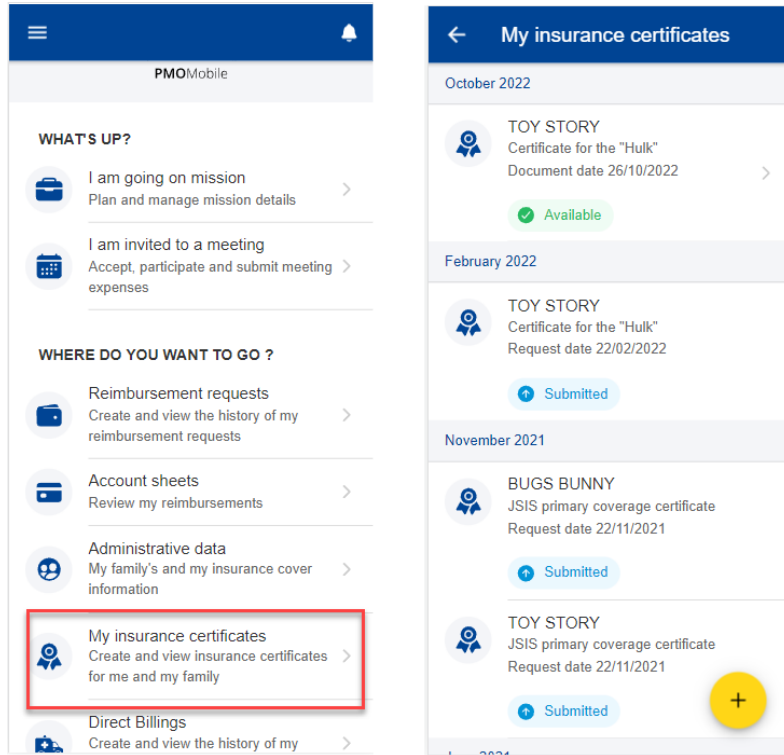 PMOMobile
WHAT'S UP?
I am going on mission
Plan and manage mission details
I am invited to a meeting
Accept, participate and submit meeting
expenses
WHERE DO YOU WANT TO GO ?
Reimbursement requests
Create and view the history of my
reimbursement requests
Account sheets
Review my reimbursements
Administrative data
My family's and my insurance cover
information
My insurance certificates
Create and view insurance certificates
for me and my family
Direct Billings
Create and view the history of my
My insurance certificates
October 2022
TOY STORY
Certificate for the "Hulk"
Document date 26/10/2022
Available
February 2022
TOY STORY
Certificate for the "Hulk"
Request date 22/02/2022
Submitted
November 2021
BUGS BUNNY
JSIS primary coverage certificate
Request date 22/11/2021
Submitted
TOY STORY
JSIS primary coverage certificate
Request date 22/11/2021
+
Submitted
2021